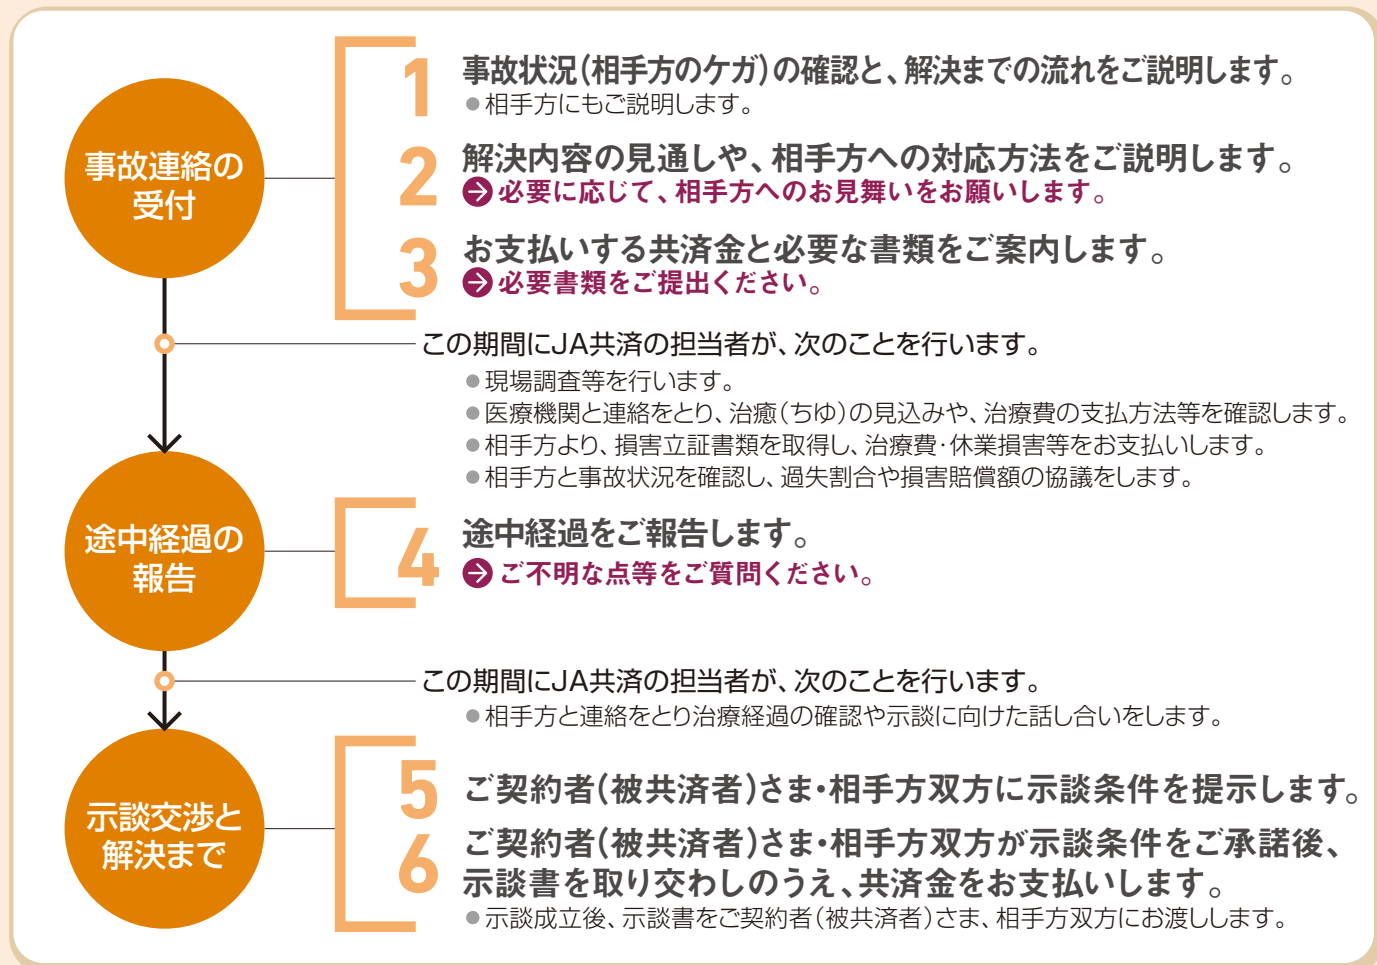 事故連絡の
受付
1
事故状況(相手方のケガ)の確認と、解決までの流れをご説明します。
●相手方にもご説明します。
2
解決内容の見通しや、相手方への対応方法をご説明します。
必要に応じて、相手方へのお見舞いをお願いします。
3
お支払いする共済金と必要な書類をご案内します。
必要書類をご提出ください。
この期間にJA共済の担当者が、次のことを行います。
●現場調査等を行います。
●医療機関と連絡をとり、治癒(ちゆ)の見込みや、治療費の支払方法等を確認します。
●相手方より、損害立証書類を取得し、治療費・休業損害等をお支払いします。
●相手方と事故状況を確認し、過失割合や損害賠償額の協議をします。
途中経過の
報告
4
途中経過をご報告します。
ご不明な点等をご質問ください。
この期間にJA共済の担当者が、次のことを行います。
●相手方と連絡をとり治療経過の確認や示談に向けた話し合いをします。
示談交渉と
解決まで
5
ご契約者(被共済者)さま・相手方双方に示談条件を提示します。
6
ご契約者(被共済者)さま・相手方双方が示談条件をご承諾後、
示談書を取り交わしのうえ、共済金をお支払いします。
●示談成立後、示談書をご契約者(被共済者)さま、相手方双方にお渡しします。